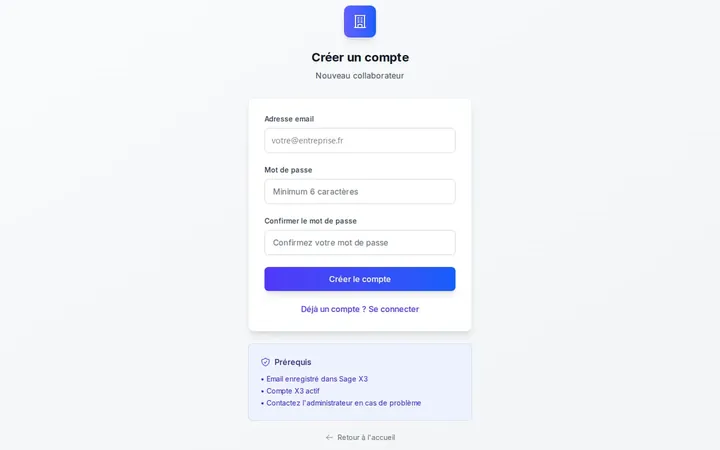 Créer un compte
Nouveau collaborateur
Adresse email
votre@entreprise.fr
Mot de passe
Minimum 6 caractères
Confirmer le mot de passe
Confirmez votre mot de passe
Créer le compte
Déjà un compte ? Se connecter
Prérequis
• Email enregistré dans Sage X3
• Compte X3 actif
• Contactez l'administrateur en cas de problème
← Retour à l'accueil